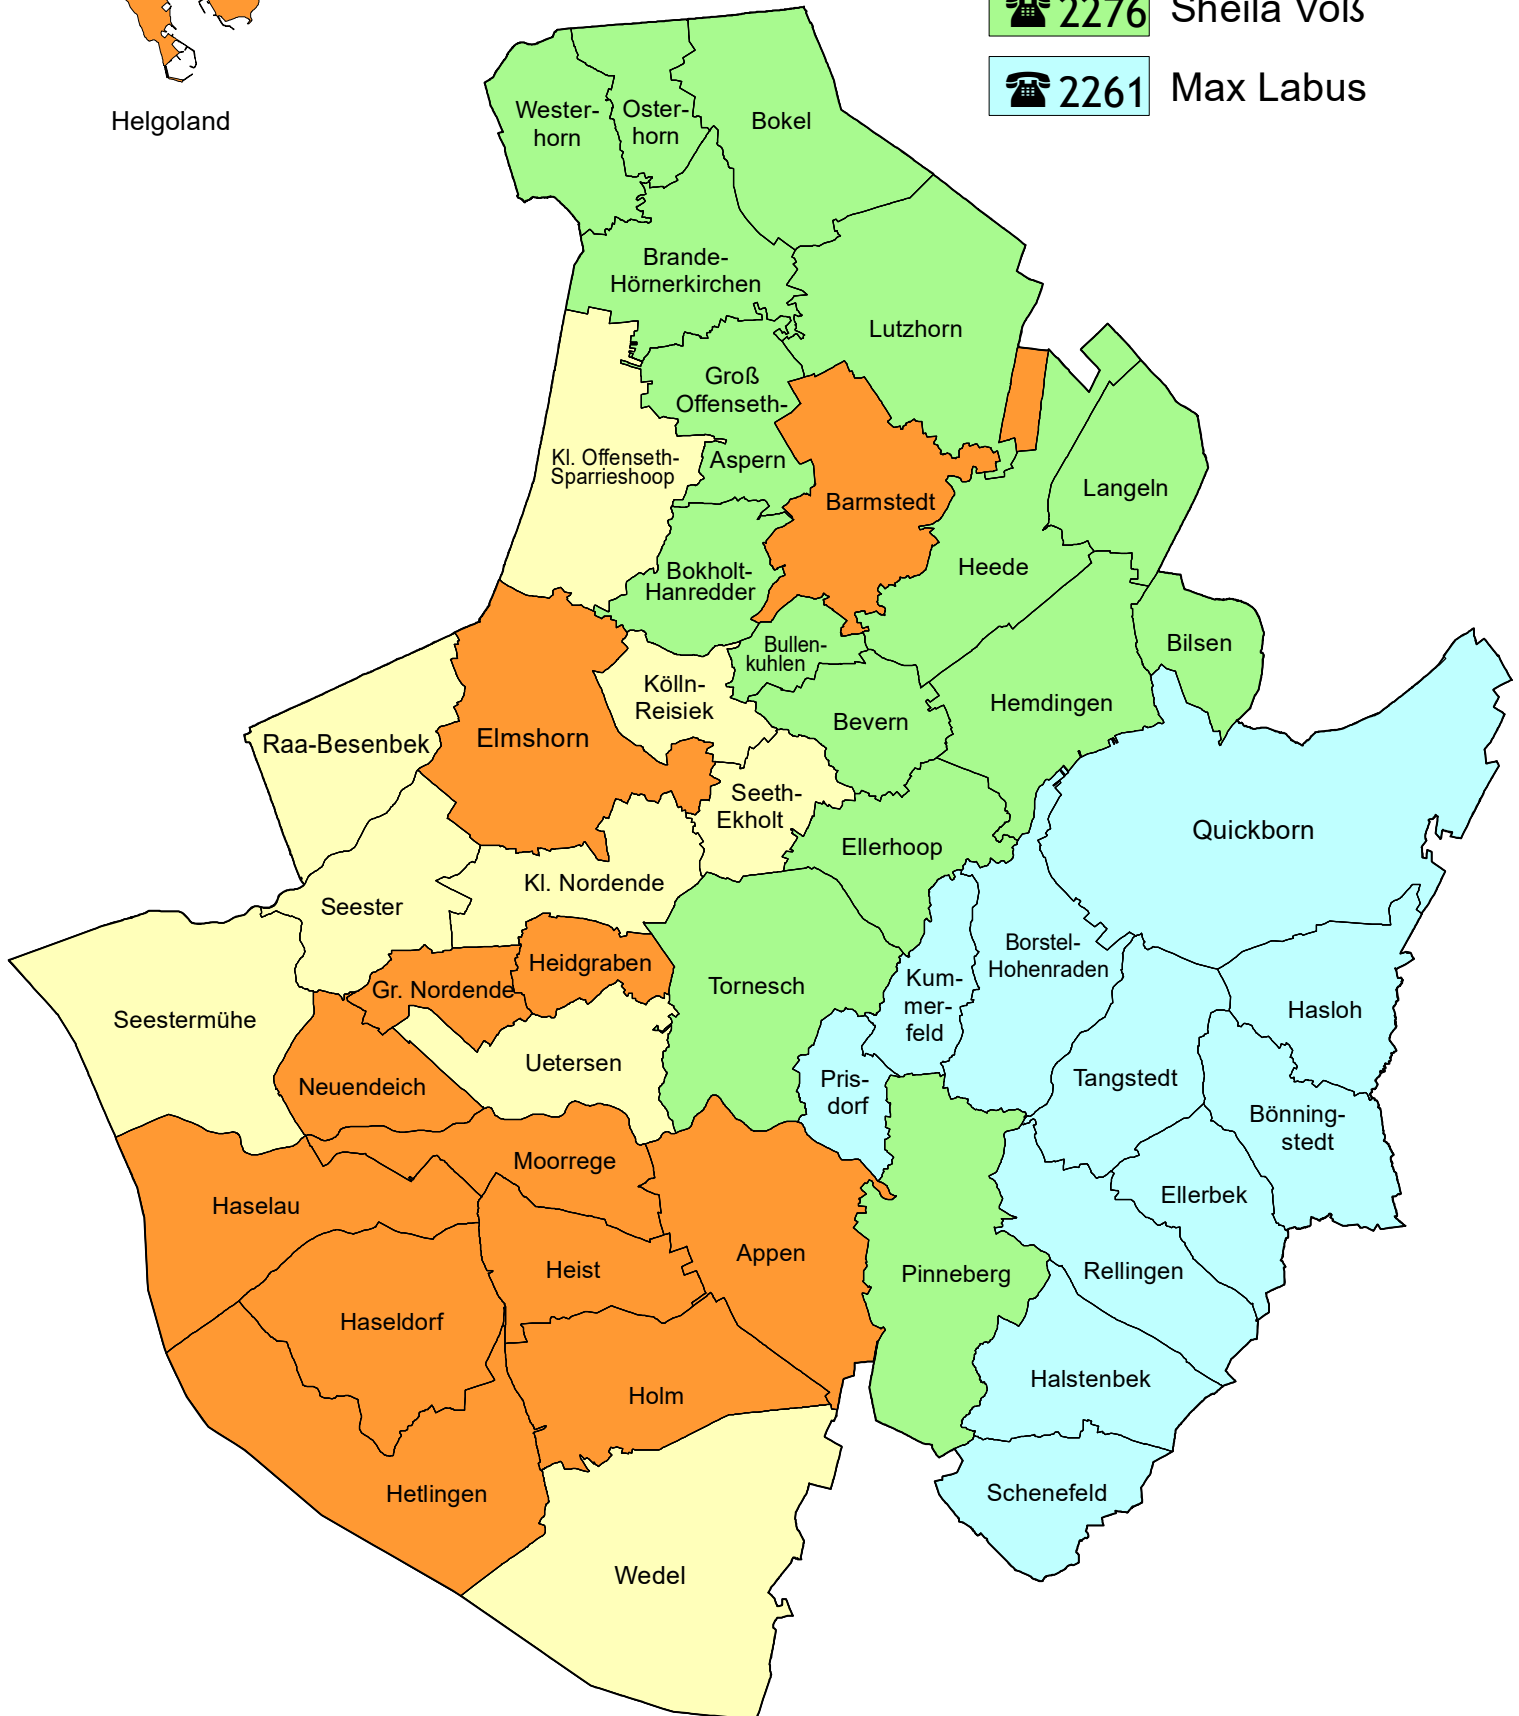 ☎ 2276 Sheila Voß
☎ 2261 Max Labus
Helgoland
Wester-
horn
Oster-
horn
Bokel
Brande-
Hörnerkirchen
Lutzhorn
Groß
Offenseth-
Aspern
Kl. Offenseth-
Sparrieshoop
Barmstedt
Langeln
Heede
Bokholt-
Hanredder
Bullen-
kuhlen
Bilsen
Kölln-
Reisiek
Hemdingen
Bevern
Raa-Besenbek
Elmshorn
Seeth-
Ekholt
Quickborn
Ellerhoop
Kl. Nordende
Seester
Borstel-
Hohenraden
Heidgraben
Gr. Nordende
Tornesch
Kum-
mer-
feld
Hasloh
Seestermühe
Uetersen
Neuendeich
Pris-
dorf
Tangstedt
Bönning-
stedt
Moorrege
Ellerbek
Haselau
Appen
Heist
Pinneberg
Rellingen
Haseldorf
Halstenbek
Holm
Hetlingen
Schenefeld
Wedel